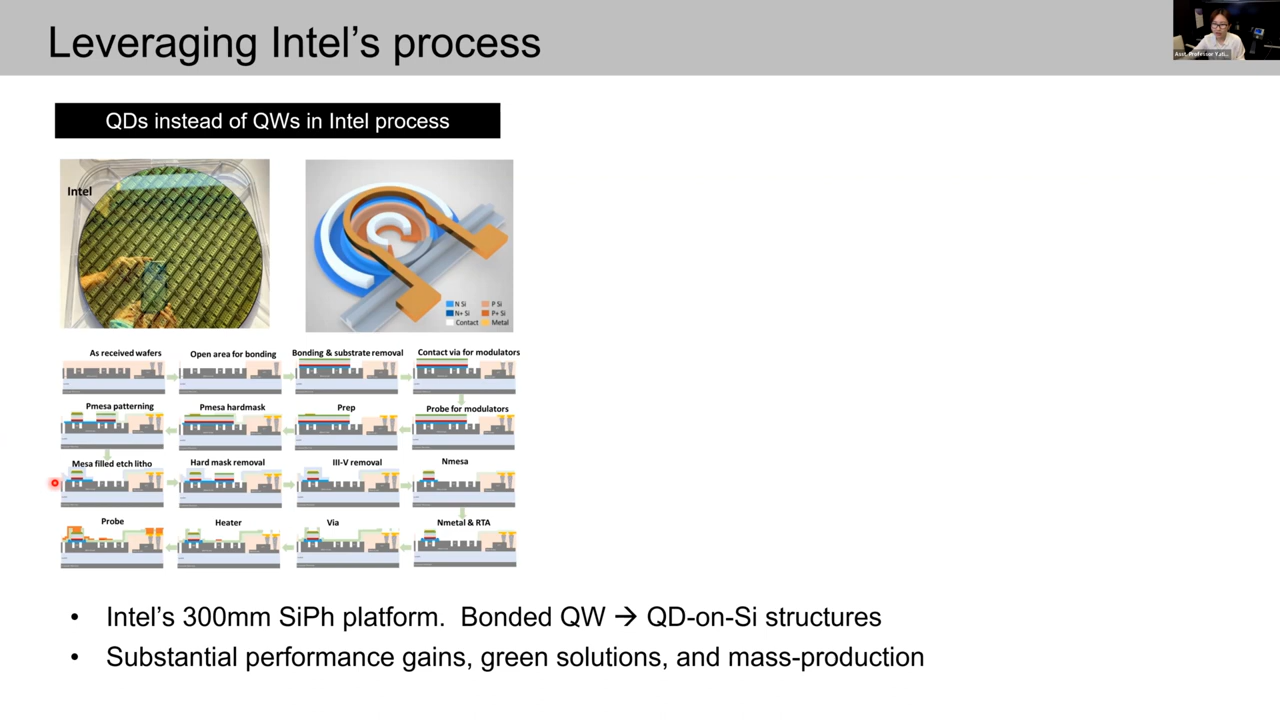 Leveraging Intel's process
QDs instead of QWs in Intel process
Intel
N Si
P Si
N+ Si
P+ Si
Contact
Metal
As received wafers
Open area for bonding
Bonding & substrate removal
Contact via for modulators
Pmesa patterning
Pmesa hardmask
Prep
Probe for modulators
Mesa filled etch litho
Hard mask removal
III-V removal
Nmesa
Probe
Heater
Via
Nmetal & RTA
• Intel's 300mm SiPh platform. Bonded QW → QD-on-Si structures
• Substantial performance gains, green solutions, and mass-production